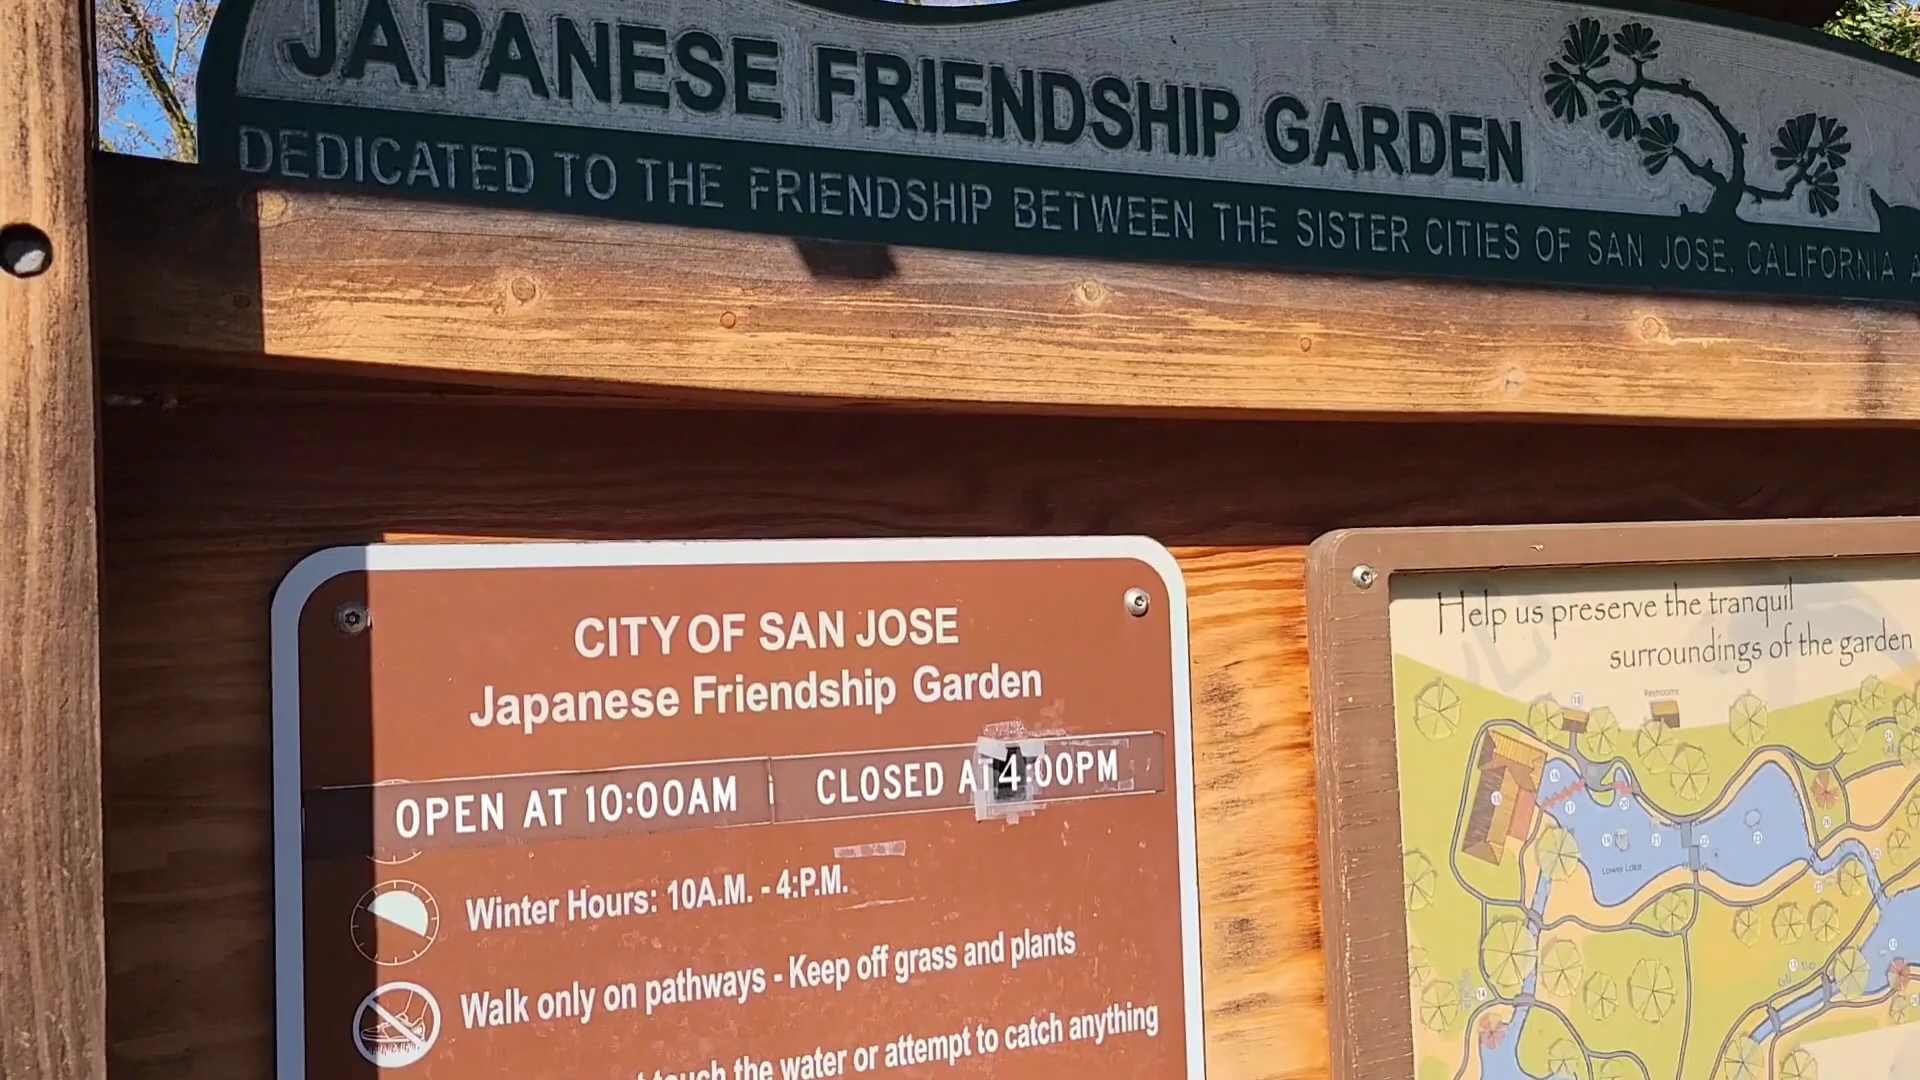 JAPANESE FRIENDSHIP GARDEN
DEDICATED TO THE FRIENDSHIP BETWEEN THE SISTER CITIES OF SAN JOSE, CALIFORNIA
CITY OF SAN JOSE
Japanese Friendship Garden
OPEN AT 10:00AM CLOSED AT 4:00PM
Winter Hours: 10A.M. - 4:P.M.
Walk only on pathways - Keep off grass and plants
touch the water or attempt to catch anything
Help us preserve the tranquil
surroundings of the garden
Restrooms
Lower Lake